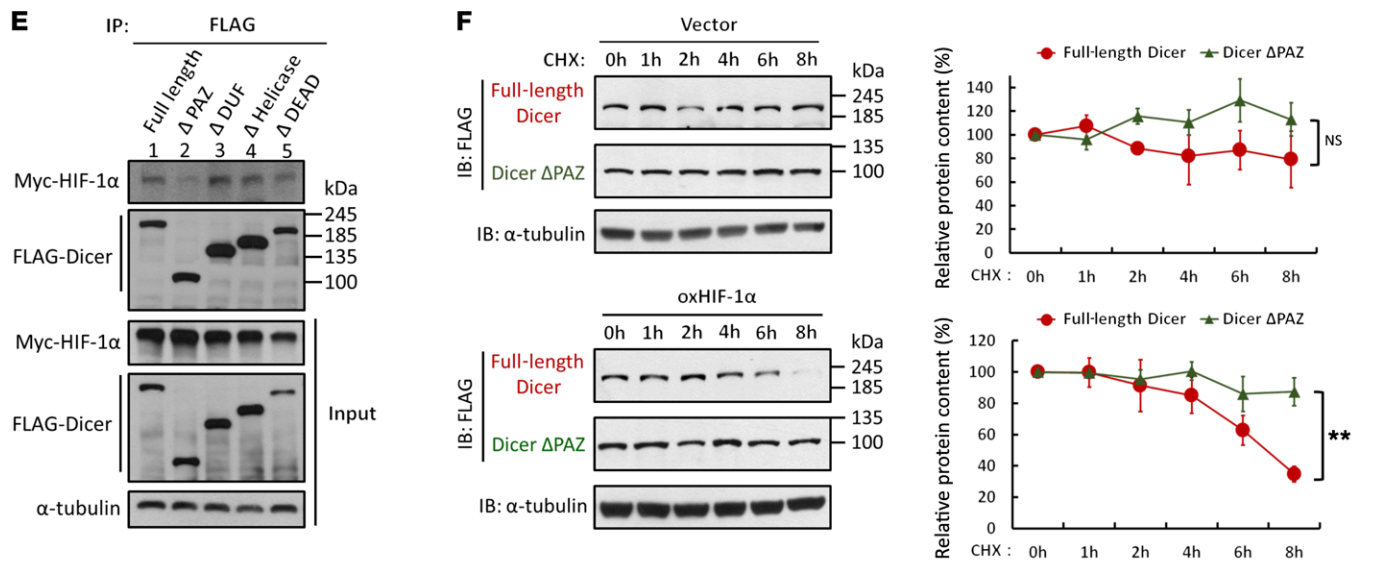 E
IP: FLAG
Full length
Δ PAZ
Δ DUF
Δ Helicase
Δ DEAD
1 2 3 4 5
Myc-HIF-1α
kDa
FLAG-Dicer
245
185
135
100
Myc-HIF-1α
FLAG-Dicer
Input
α-tubulin
F
Vector
CHX: 0h 1h 2h 4h 6h 8h
kDa
IB: FLAG
Full-length
Dicer
245
185
Dicer ΔPAZ
135
100
IB: α-tubulin
oxHIF-1α
0h 1h 2h 4h 6h 8h
kDa
IB: FLAG
Full-length
Dicer
245
185
Dicer ΔPAZ
135
100
IB: α-tubulin
Full-length Dicer Dicer ΔPAZ
Relative protein content (%)
140
120
100
80
60
40
20
0
NS
CHX : 0h 1h 2h 4h 6h 8h
Full-length Dicer Dicer ΔPAZ
Relative protein content (%)
120
100
80
60
40
20
0
**
CHX : 0h 1h 2h 4h 6h 8h